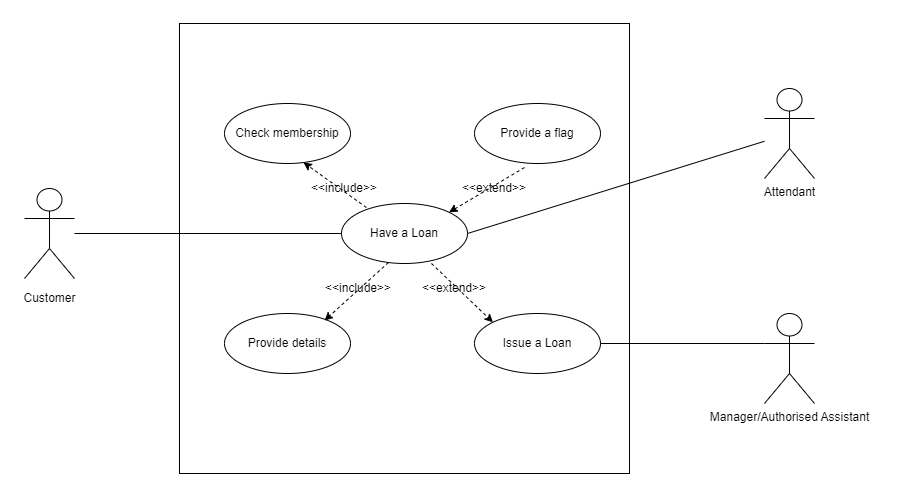 Check membership
Provide a flag
<<include>>
<<extend>>
Attendant
Have a Loan
Customer
<<include>>
<<extend>>
Provide details
Issue a Loan
Manager/Authorised Assistant